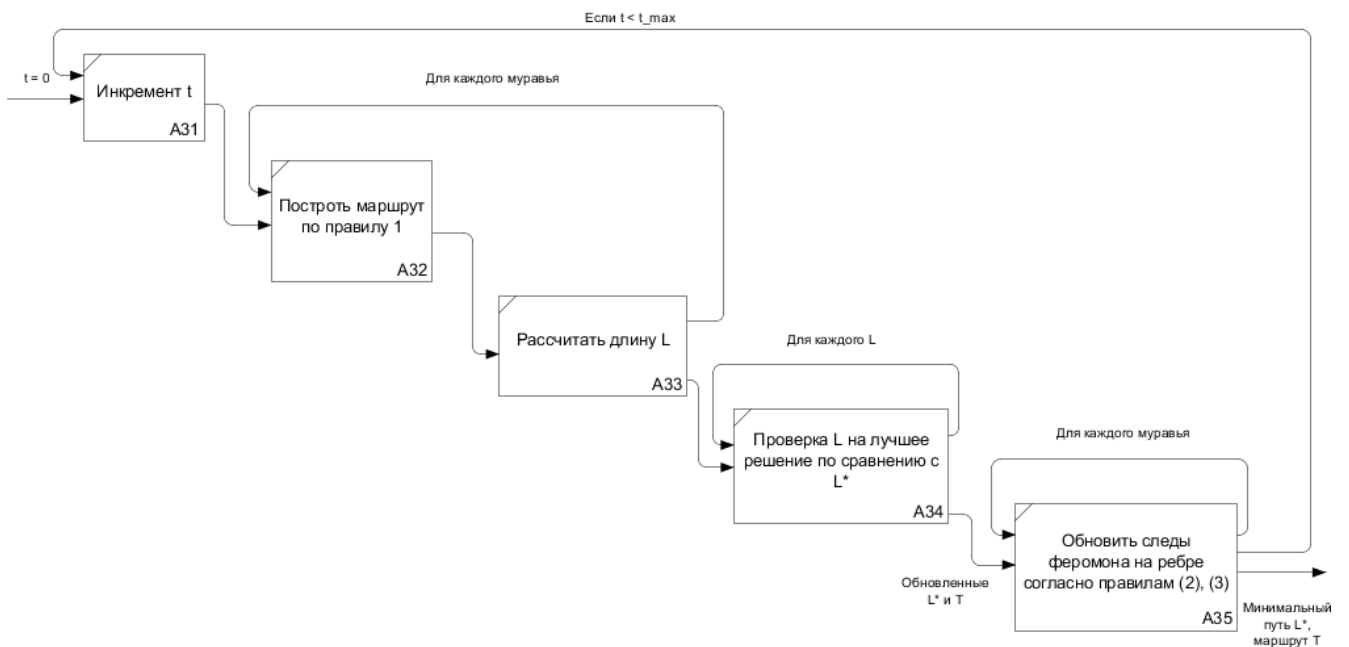 Если t < t_max
t = 0
Инкремент t
A31
Для каждого муравья
Построть маршрут
по правилу 1
A32
Рассчитать длину L
A33
Для каждого L
Проверка L на лучшее
решение по сравнению с
L*
A34
Для каждого муравья
Обновить следы
феромона на ребре
согласно правилам (2), (3)
A35
Обновленные
L* и T
Минимальный
путь L*,
маршрут T